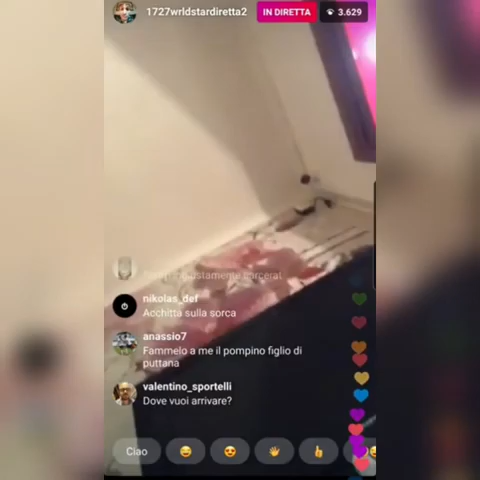 1727wrldstardiretta2
IN DIRETTA
3.629
nikolas_def
Acchitta sulla sorca
anassio7
Fammelo a me il pompino figlio di
puttana
valentino_sportelli
Dove vuoi arrivare?
Ciao